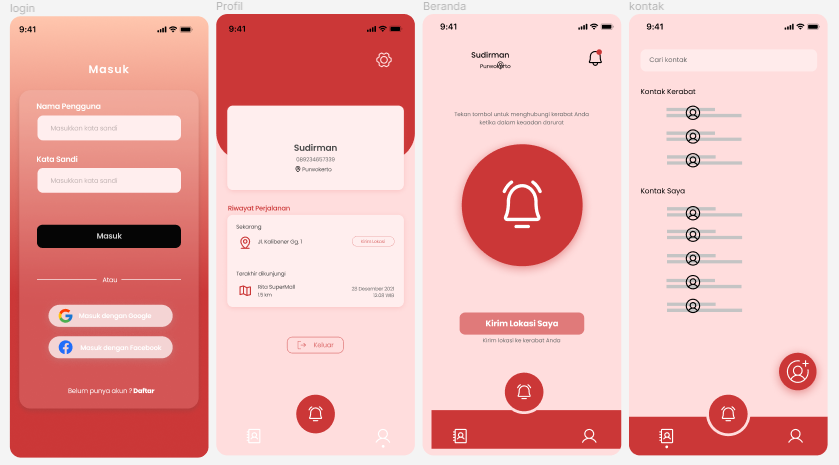 login
9:41
Masuk
Nama Pengguna
Masukkan kata sandi
Kata Sandi
Masukkan kata sandi
Masuk
Atau
Masuk dengan Google
Masuk dengan Facebook
Belum punya akun ? Daftar
Profil
9:41
Sudirman
089234657339
Purwokerto
Riwayat Perjalanan
Sekarang
Jl. Kalibener Gg. 1
Kirim Lokasi
Terakhir dikunjungi
Rita SuperMall
1.5 km
23 Desember 2021
12.03 WIB
Keluar
Beranda
9:41
Sudirman
Purwokerto
Tekan tombol untuk menghubungi kerabat Anda
ketika dalam keadan darurat
Kirim Lokasi Saya
Kirim lokasi ke kerabat Anda
kontak
9:41
Cari kontak
Kontak Kerabat
Kontak Saya